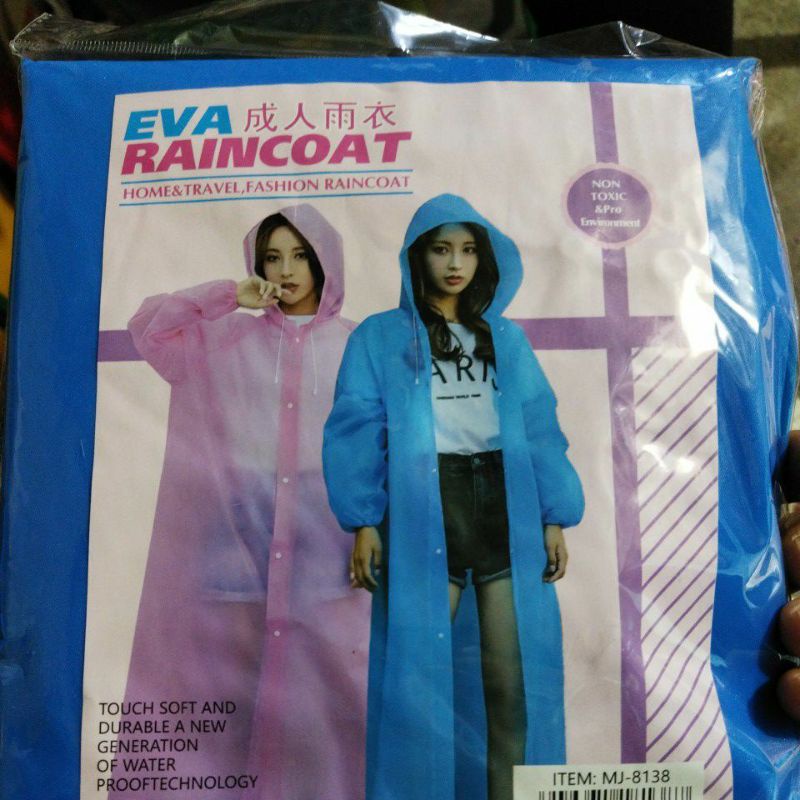 EVA 成人雨衣
RAINCOAT
HOME&TRAVEL,FASHION RAINCOAT
NON
TOXIC
&Pro
Environment
ARIS
TOUCH SOFT AND
DURABLE A NEW
GENERATION
OF WATER
PROOFTECHNOLOGY
ITEM: MJ-8138